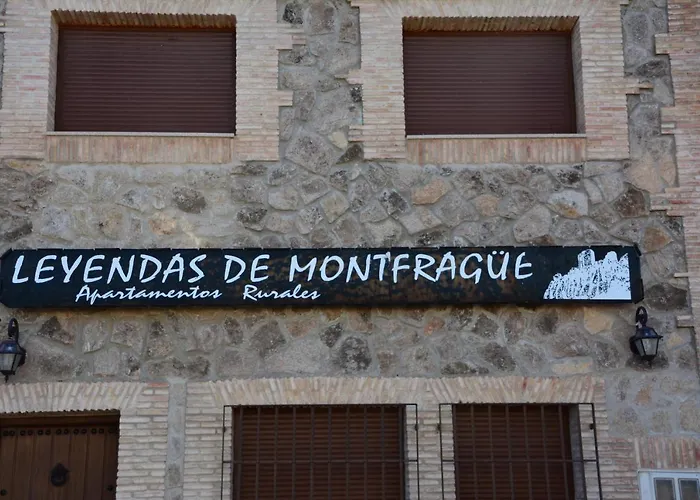 LEYENDAS DE MONTFRAGÜE
Apartamentos Rurales